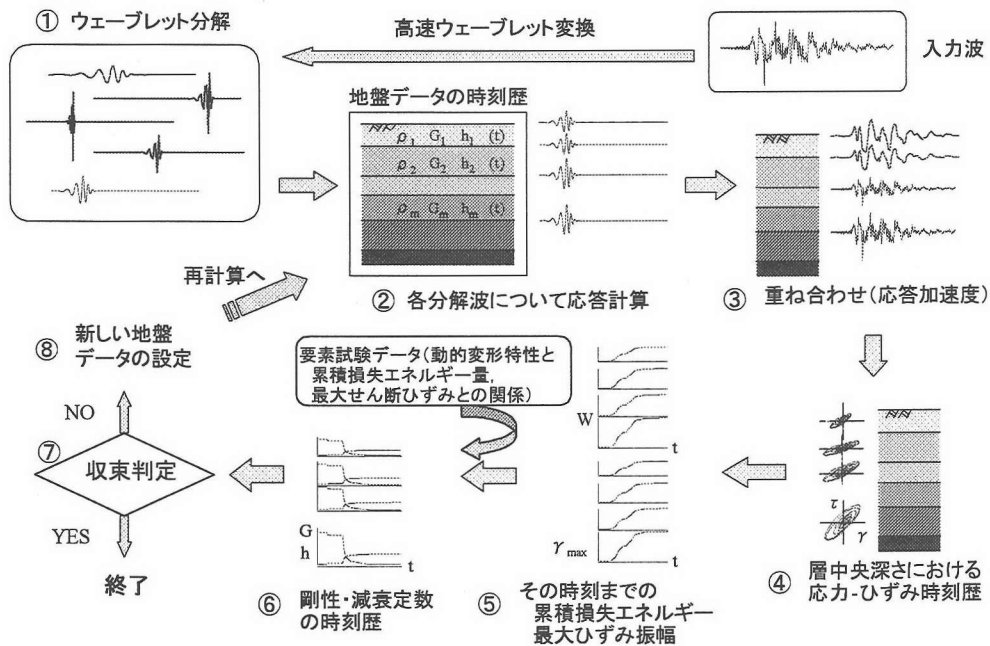 ① ウェーブレット分解
高速ウェーブレット変換
入力波
地盤データの時刻歴
ρ1 G1 h1 (t)
ρ2 G2 h2 (t)
ρm Gm hm (t)
② 各分解波について応答計算
③ 重ね合わせ(応答加速度)
再計算へ
⑧ 新しい地盤
データの設定
要素試験データ(動的変形特性と
累積損失エネルギー量,
最大せん断ひずみとの関係)
W
t
γmax
t
τ
γ
④ 層中央深さにおける
応力-ひずみ時刻歴
⑤ その時刻までの
累積損失エネルギー
最大ひずみ振幅
G
h
t
⑥ 剛性・減衰定数
の時刻歴
NO
⑦ 収束判定
YES
終了